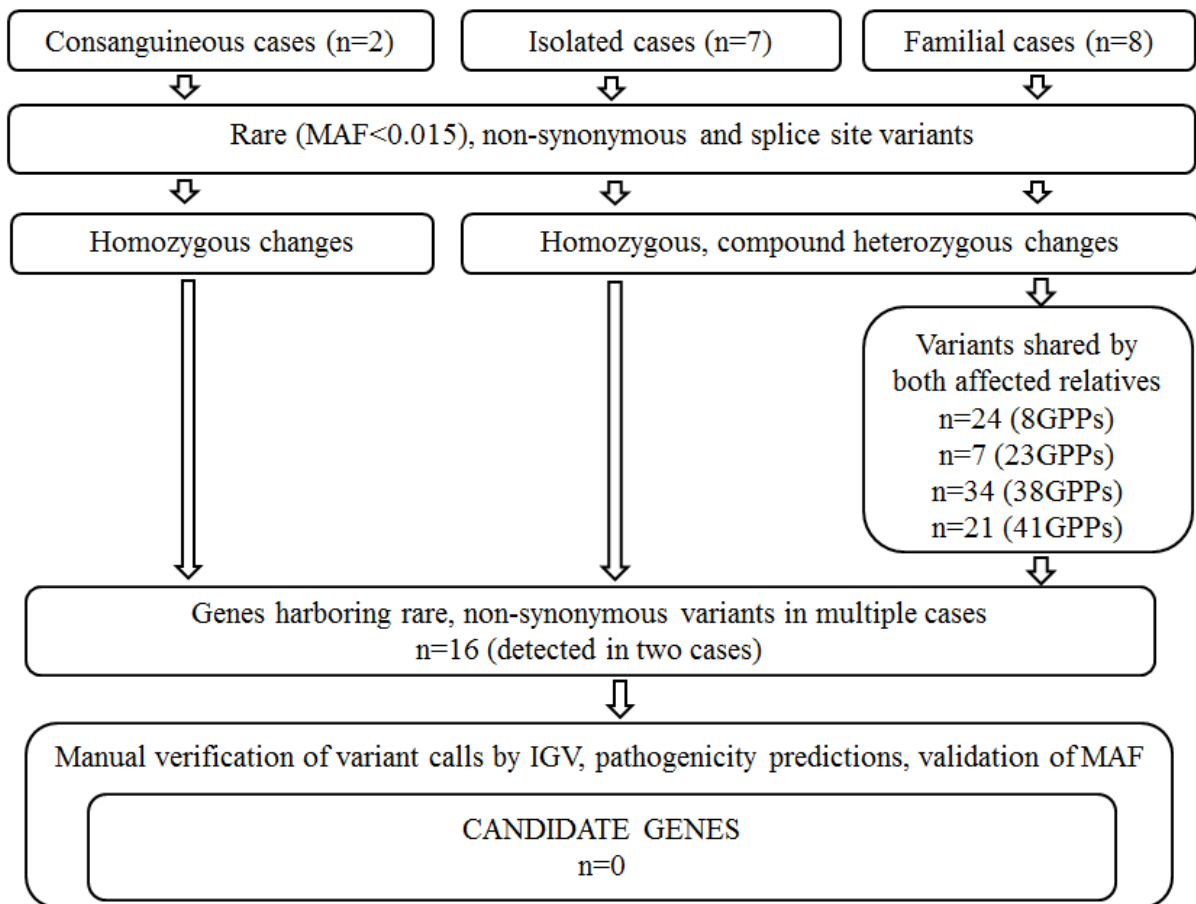 Consanguineous cases (n=2)
Isolated cases (n=7)
Familial cases (n=8)
Rare (MAF<0.015), non-synonymous and splice site variants
Homozygous changes
Homozygous, compound heterozygous changes
Variants shared by
both affected relatives
n=24 (8GPPs)
n=7 (23GPPs)
n=34 (38GPPs)
n=21 (41GPPs)
Genes harboring rare, non-synonymous variants in multiple cases
n=16 (detected in two cases)
Manual verification of variant calls by IGV, pathogenicity predictions, validation of MAF
CANDIDATE GENES
n=0